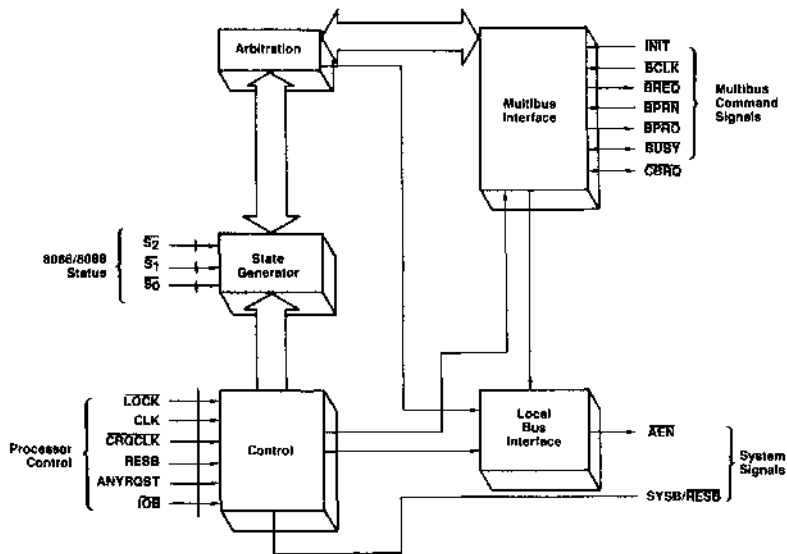 Arbitration
Multibus
Interface
INIT
BCLK
BREQ
BPRN
BPRO
BUSY
CBRQ
Multibus
Command
Signals
8086/8088
Status
S2
S1
S0
State
Generator
Processor
Control
LOCK
CLK
CRQCLK
RESB
ANYRQST
IOB
Control
Local
Bus
Interface
AEN
SYSB/RESB
System
Signals